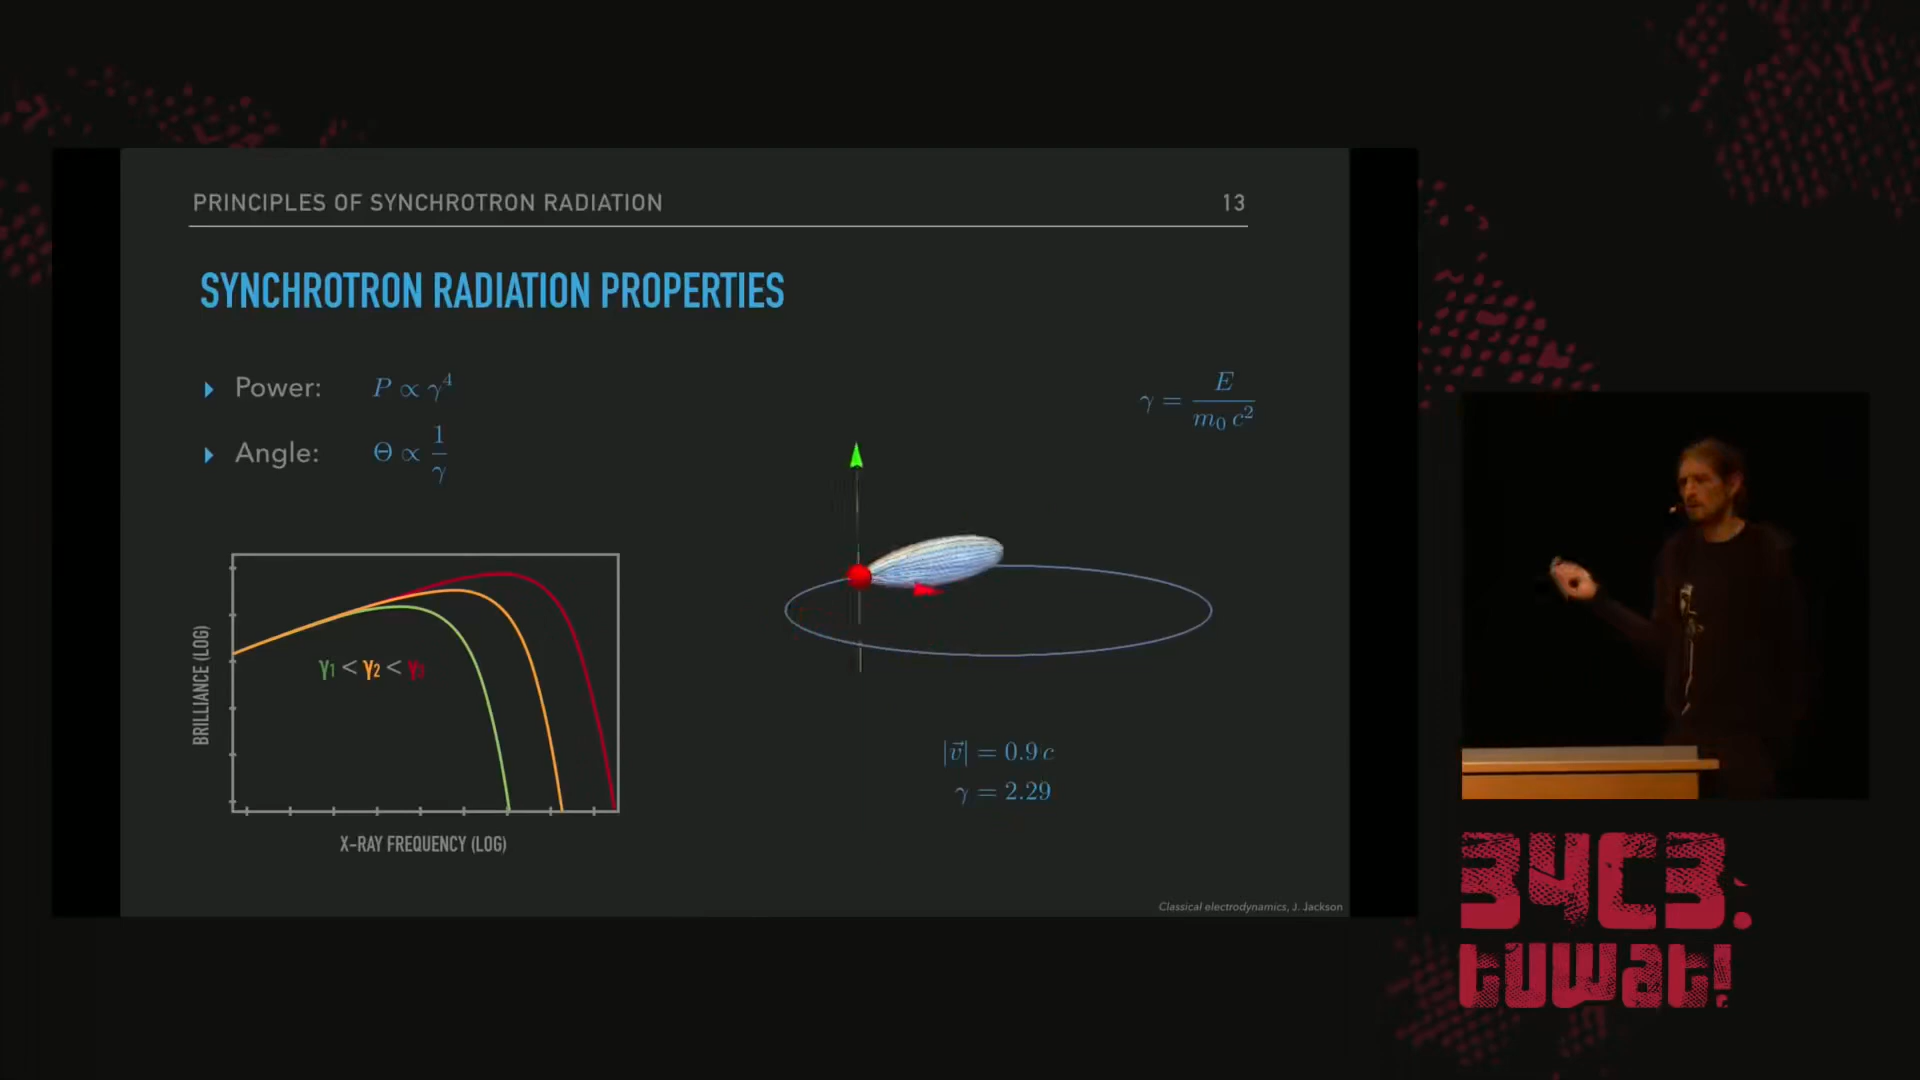 PRINCIPLES OF SYNCHROTRON RADIATION 13
SYNCHROTRON RADIATION PROPERTIES
Power: P ∝ γ⁴
Angle: Θ ∝ 1/γ
γ = E / m₀ c²
BRILLIANCE (LOG)
γ₁ < γ₂ < γ₃
X-RAY FREQUENCY (LOG)
|v⃗| = 0.9 c
γ = 2.29
Classical electrodynamics, J. Jackson
34C3.
tuwat!